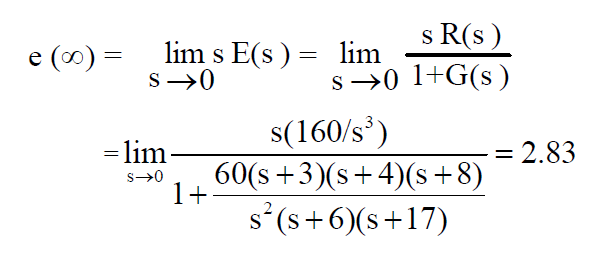 e (∞) = lim s E(s) = lim s R(s)
s→0 s→0 1+G(s)
= lim s(160/s³) = 2.83
s→0 1+ 60(s+3)(s+4)(s+8)
s²(s+6)(s+17)